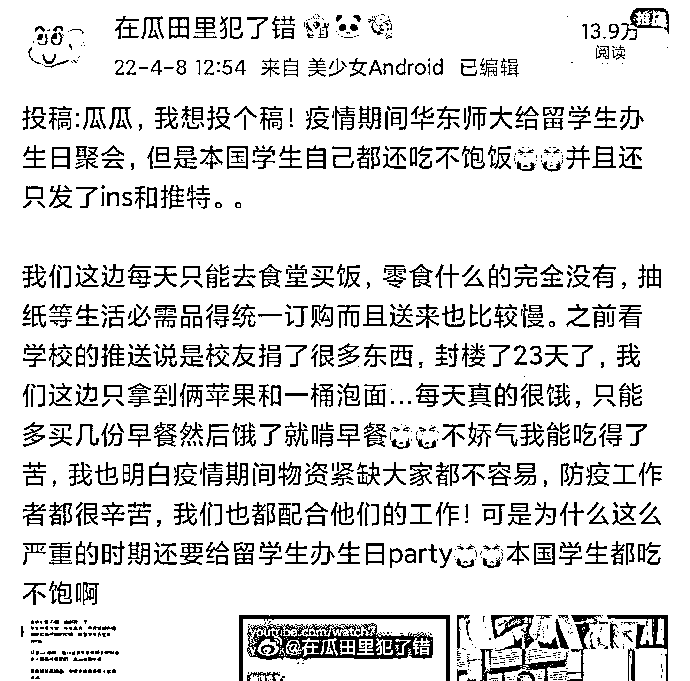 在瓜田里犯了错
13.9万
阅读
22-4-8 12:54 来自 美少女Android 已编辑
投稿:瓜瓜，我想投个稿！疫情期间华东师大给留学生办
生日聚会，但是本国学生自己都还吃不饱饭并且还
只发了ins和推特。。
我们这边每天只能去食堂买饭，零食什么的完全没有，抽
纸等生活必需品得统一订购而且送来也比较慢。之前看
学校的推送说是校友捐了很多东西，封楼了23天了，我
们这边只拿到俩苹果和一桶泡面...每天真的很饿，只能
多买几份早餐然后饿了就啃早餐不娇气我能吃得了
苦，我也明白疫情期间物资紧缺大家都不容易，防疫工作
者都很辛苦，我们也都配合他们的工作！可是为什么这么
严重的时期还要给留学生办生日party本国学生都吃
不饱啊
youtube.com/watch
@在瓜田里犯了错